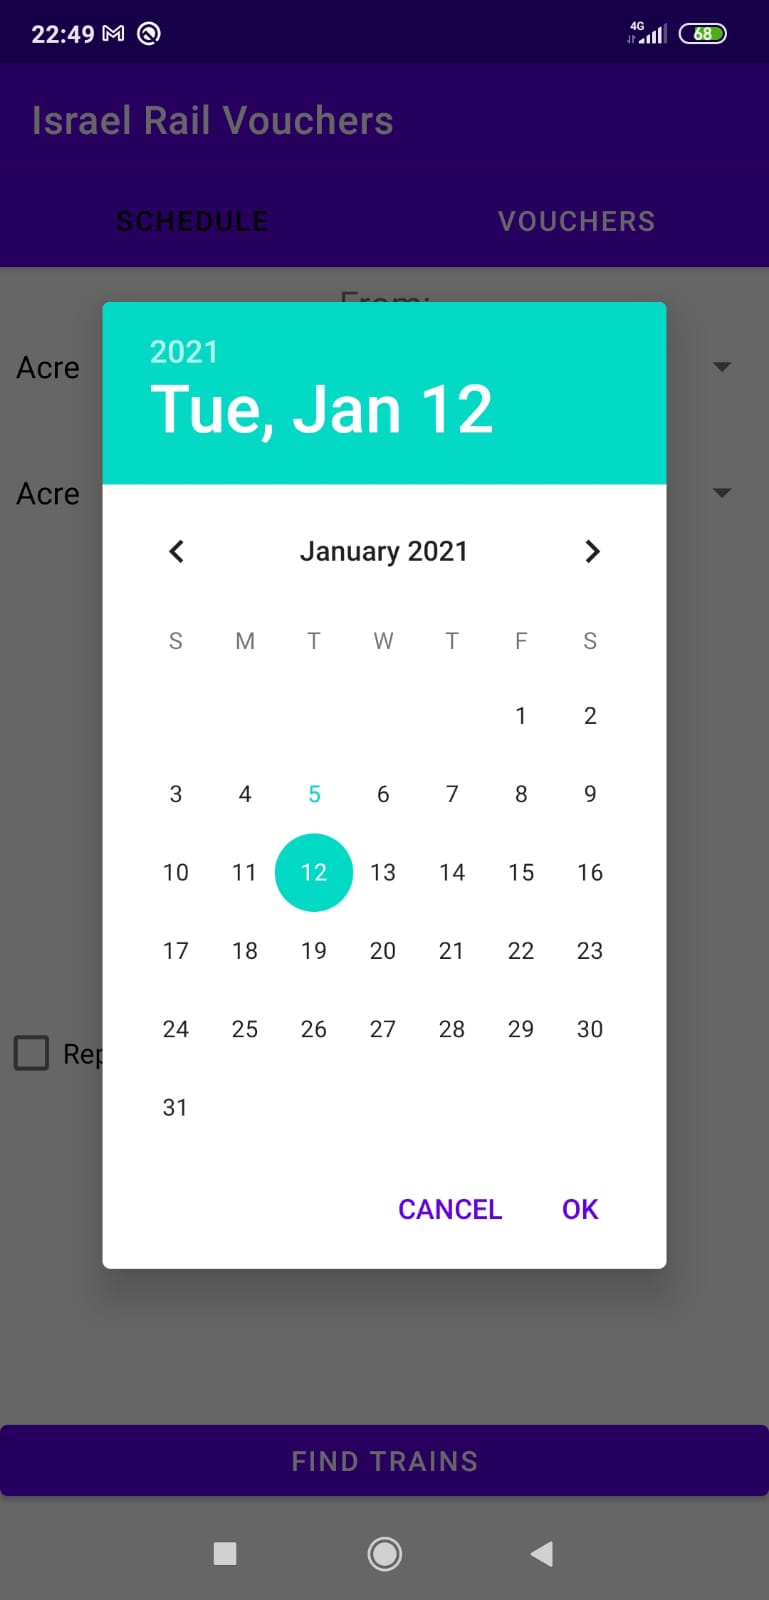 22:49 4G 68
Israel Rail Vouchers
SCHEDULE VOUCHERS
From:
Acre
2021
Tue, Jan 12
Acre
January 2021
S M T W T F S
1 2
3 4 5 6 7 8 9
10 11 12 13 14 15 16
17 18 19 20 21 22 23
24 25 26 27 28 29 30
31
CANCEL OK
FIND TRAINS